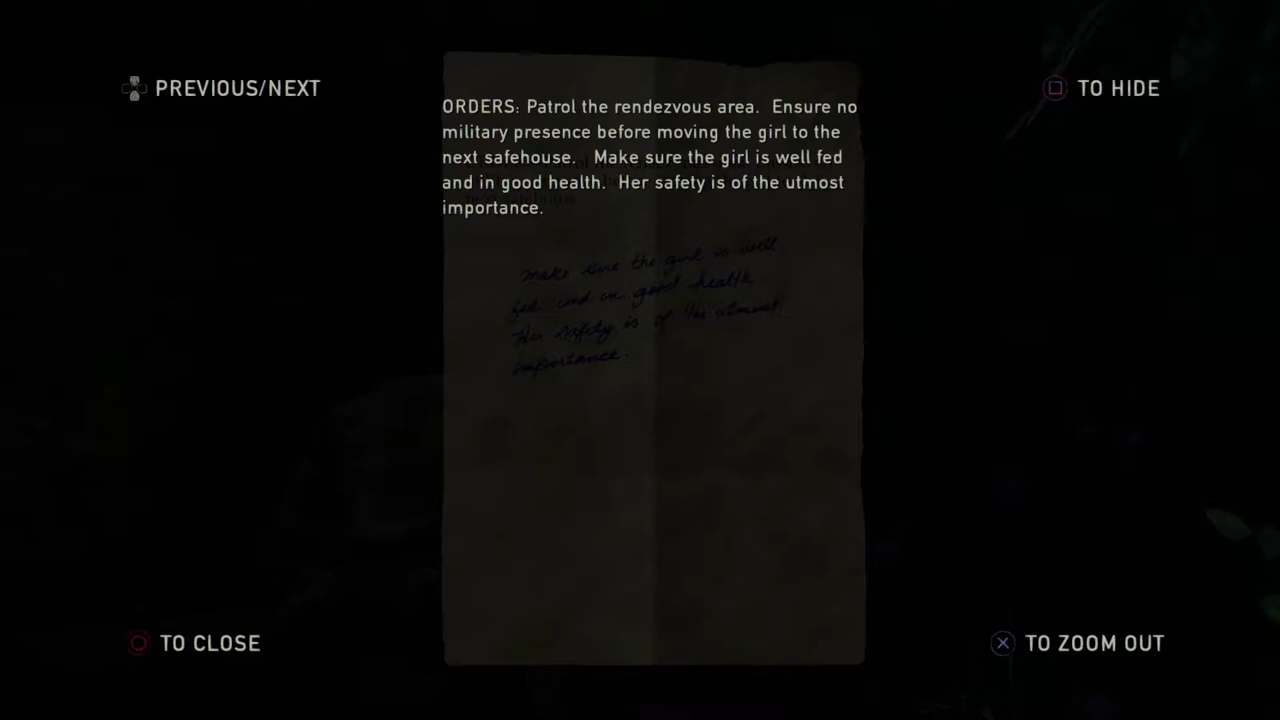 PREVIOUS/NEXT
TO HIDE
ORDERS: Patrol the rendezvous area.  Ensure no
military presence before moving the girl to the
next safehouse.   Make sure the girl is well fed
and in good health.  Her safety is of the utmost
importance.
Make sure the girl is well
fed and in good health
Her safety is of the utmost
importance.
TO CLOSE
TO ZOOM OUT